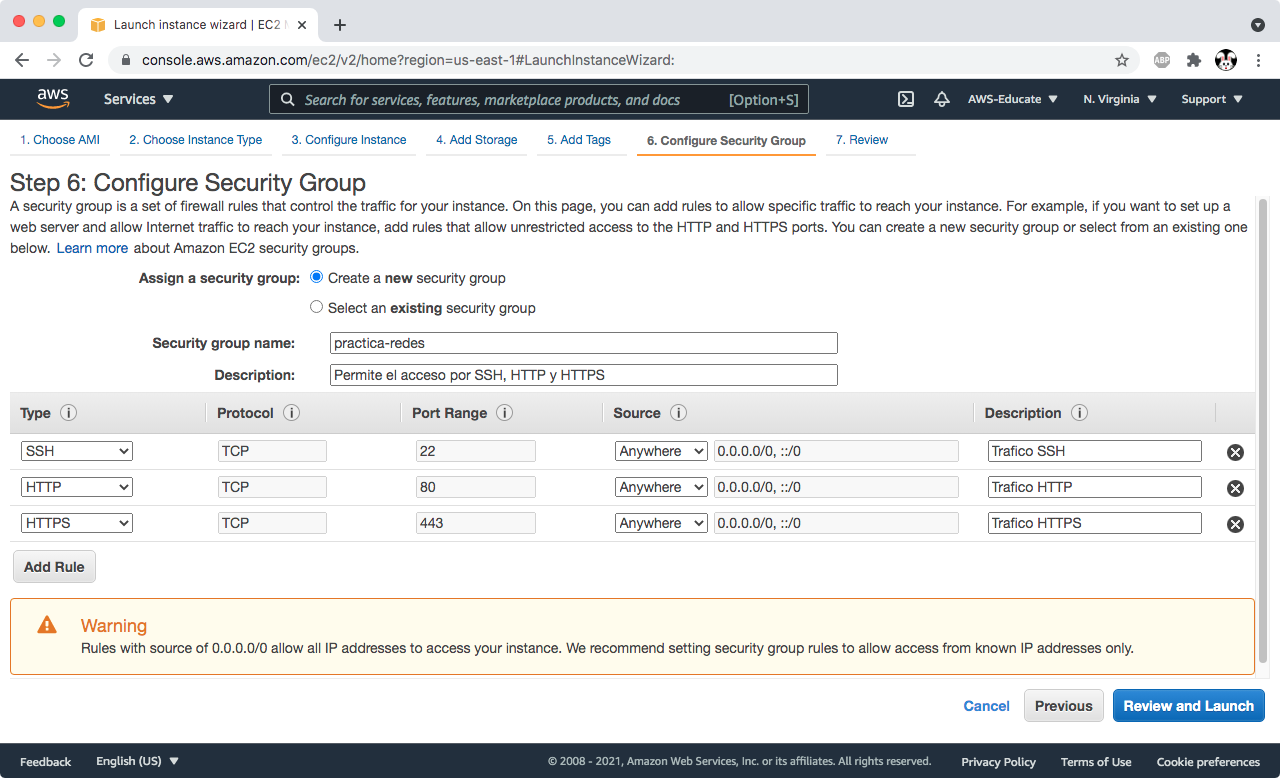 Launch instance wizard | EC2
console.aws.amazon.com/ec2/v2/home?region=us-east-1#LaunchInstanceWizard:
ABP
aws
Services
Search for services, features, marketplace products, and docs [Option+S]
AWS-Educate
N. Virginia
Support
1. Choose AMI
2. Choose Instance Type
3. Configure Instance
4. Add Storage
5. Add Tags
6. Configure Security Group
7. Review
Step 6: Configure Security Group
A security group is a set of firewall rules that control the traffic for your instance. On this page, you can add rules to allow specific traffic to reach your instance. For example, if you want to set up a
web server and allow Internet traffic to reach your instance, add rules that allow unrestricted access to the HTTP and HTTPS ports. You can create a new security group or select from an existing one
below. Learn more about Amazon EC2 security groups.
Assign a security group: Create a new security group
Select an existing security group
Security group name: practica-redes
Description: Permite el acceso por SSH, HTTP y HTTPS
Type i Protocol i Port Range i Source i Description i
SSH TCP 22 Anywhere 0.0.0.0/0, ::/0 Trafico SSH
HTTP TCP 80 Anywhere 0.0.0.0/0, ::/0 Trafico HTTP
HTTPS TCP 443 Anywhere 0.0.0.0/0, ::/0 Trafico HTTPS
Add Rule
Warning
Rules with source of 0.0.0.0/0 allow all IP addresses to access your instance. We recommend setting security group rules to allow access from known IP addresses only.
Cancel Previous Review and Launch
Feedback English (US) © 2008 - 2021, Amazon Web Services, Inc. or its affiliates. All rights reserved. Privacy Policy Terms of Use Cookie preferences